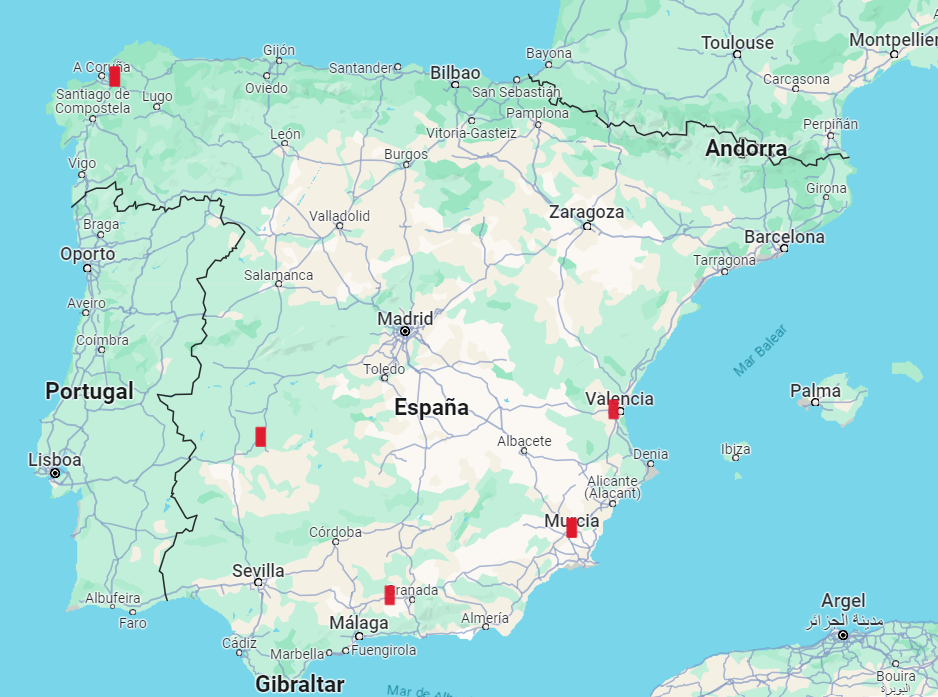 Toulouse
Montpellier
Gijón
Bayona
A Coruña
Santander
Bilbao
Carcasona
Oviedo
San Sebastián
Santiago de
Compostela
Lugo
Pamplona
Perpiñán
León
Vitoria-Gasteiz
Andorra
Burgos
Vigo
Girona
Valladolid
Zaragoza
Braga
Barcelona
Oporto
Tarragona
Salamanca
Aveiro
Madrid
Coímbra
Mar Balear
Toledo
Portugal
Palma
España
Valencia
Albacete
Ibiza
Denia
Lisboa
Alicante
(Alacant)
Murcia
Córdoba
Sevilla
Granada
Albufeira
Argel
مدينة الجزائر
Faro
Málaga
Almería
Cádiz
Marbella
Fuengirola
Bouira
البويرة
Gibraltar
Mar de Alb